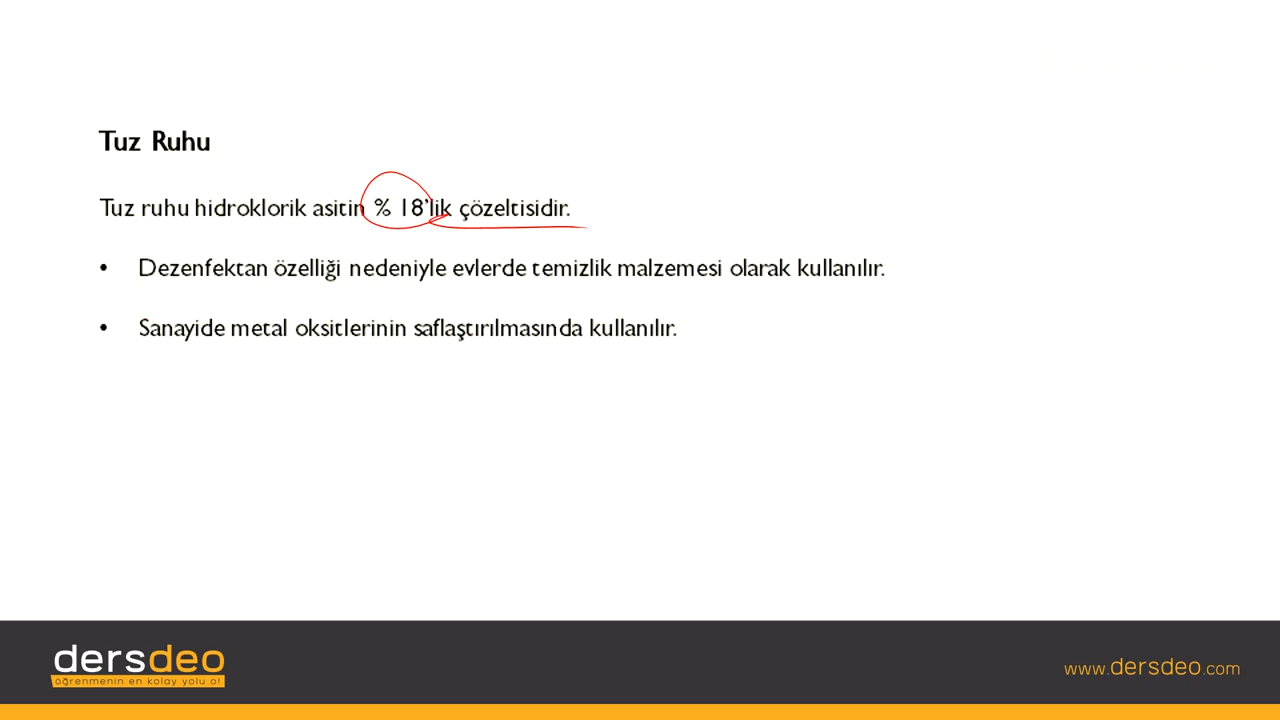 Tuz Ruhu
Tuz ruhu hidroklorik asitin % 18'lik çözeltisidir.
• Dezenfektan özelliği nedeniyle evlerde temizlik malzemesi olarak kullanılır.
• Sanayide metal oksitlerinin saflaştırılmasında kullanılır.
dersdeo
öğrenmenin en kolay yolu o!
www.dersdeo.com